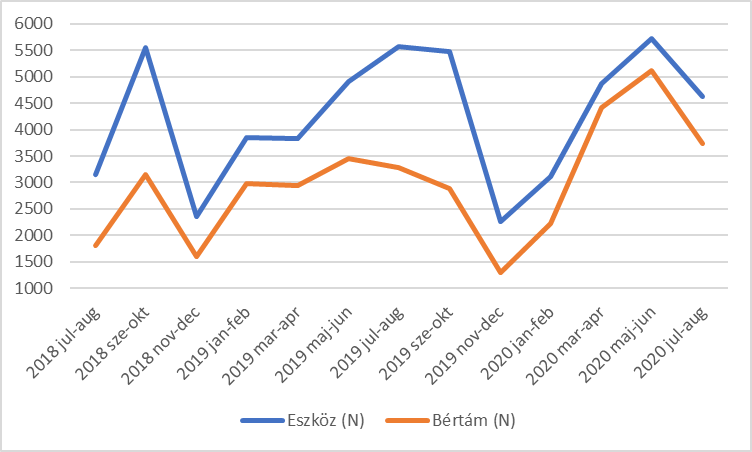 6000
5500
5000
4500
4000
3500
3000
2500
2000
1500
1000
2018 jul-aug
2018 sze-okt
2018 nov-dec
2019 jan-feb
2019 mar-apr
2019 maj-jun
2019 jul-aug
2019 sze-okt
2019 nov-dec
2020 jan-feb
2020 mar-apr
2020 maj-jun
2020 jul-aug
Eszköz (N) Bértám (N)